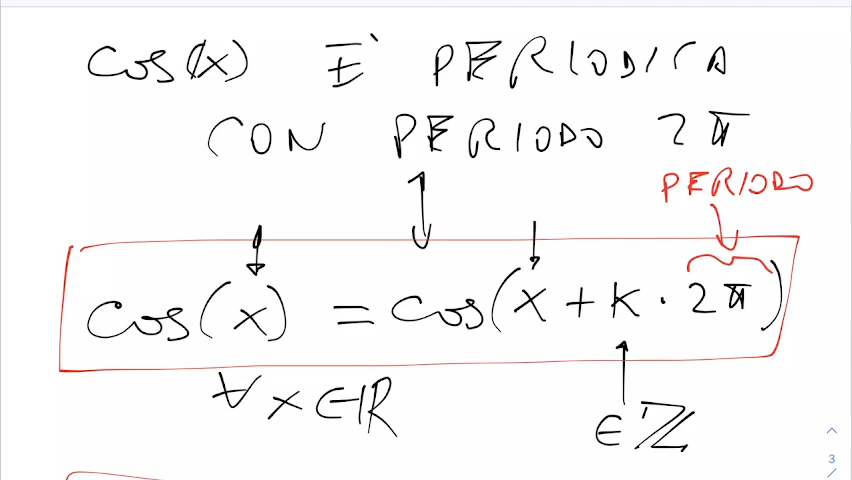 cos(x) E` PERIODICA
CON PERIODO 2π
PERIODO
cos(x) = cos(x + k · 2π)
∀ x ∈ ℝ
∈ ℤ
3